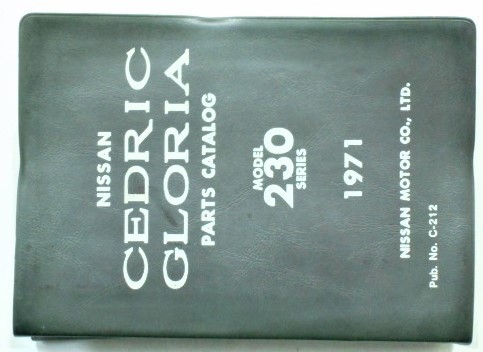 NISSAN
CEDRIC
GLORIA
PARTS CATALOG
MODEL
230
SERIES
1971
NISSAN MOTOR CO., LTD.
Pub. No. C-212